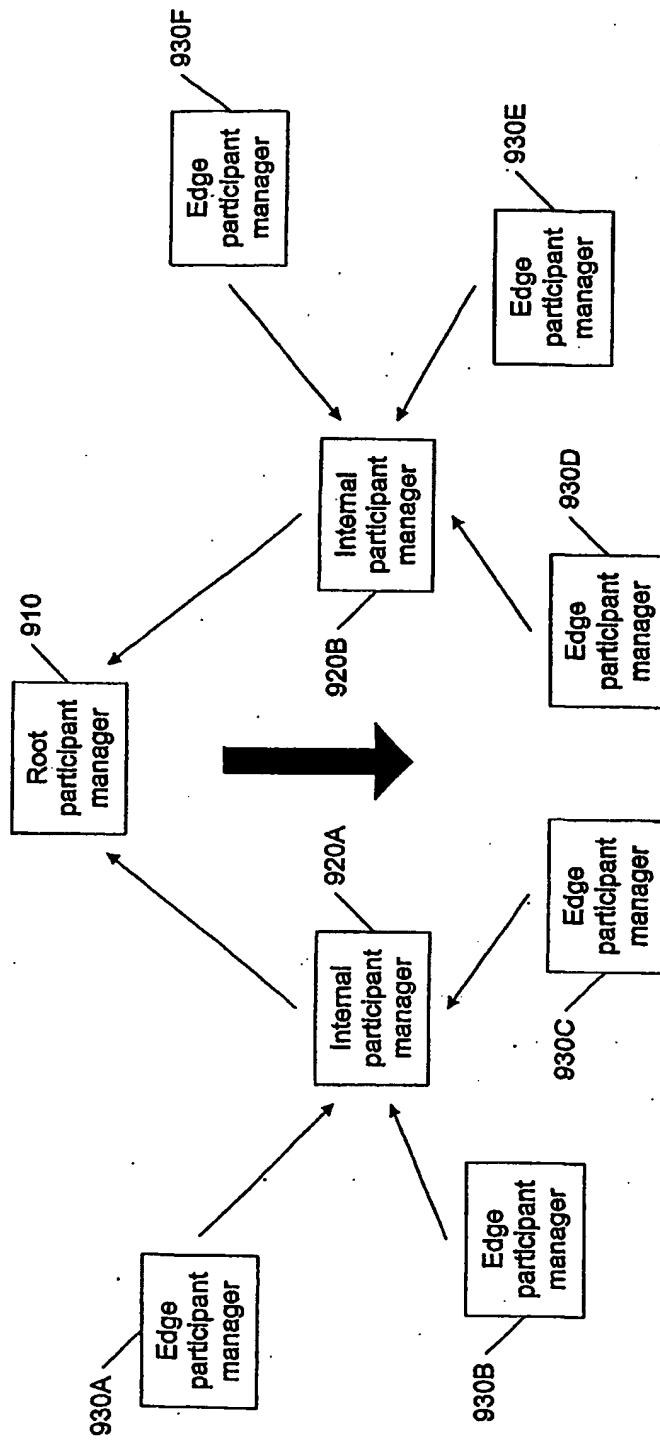 910
Root
participant
manager
920A
Internal
participant
manager
920B
Internal
participant
manager
930A
Edge
participant
manager
930B
Edge
participant
manager
930C
Edge
participant
manager
930D
Edge
participant
manager
930E
Edge
participant
manager
930F
Edge
participant
manager